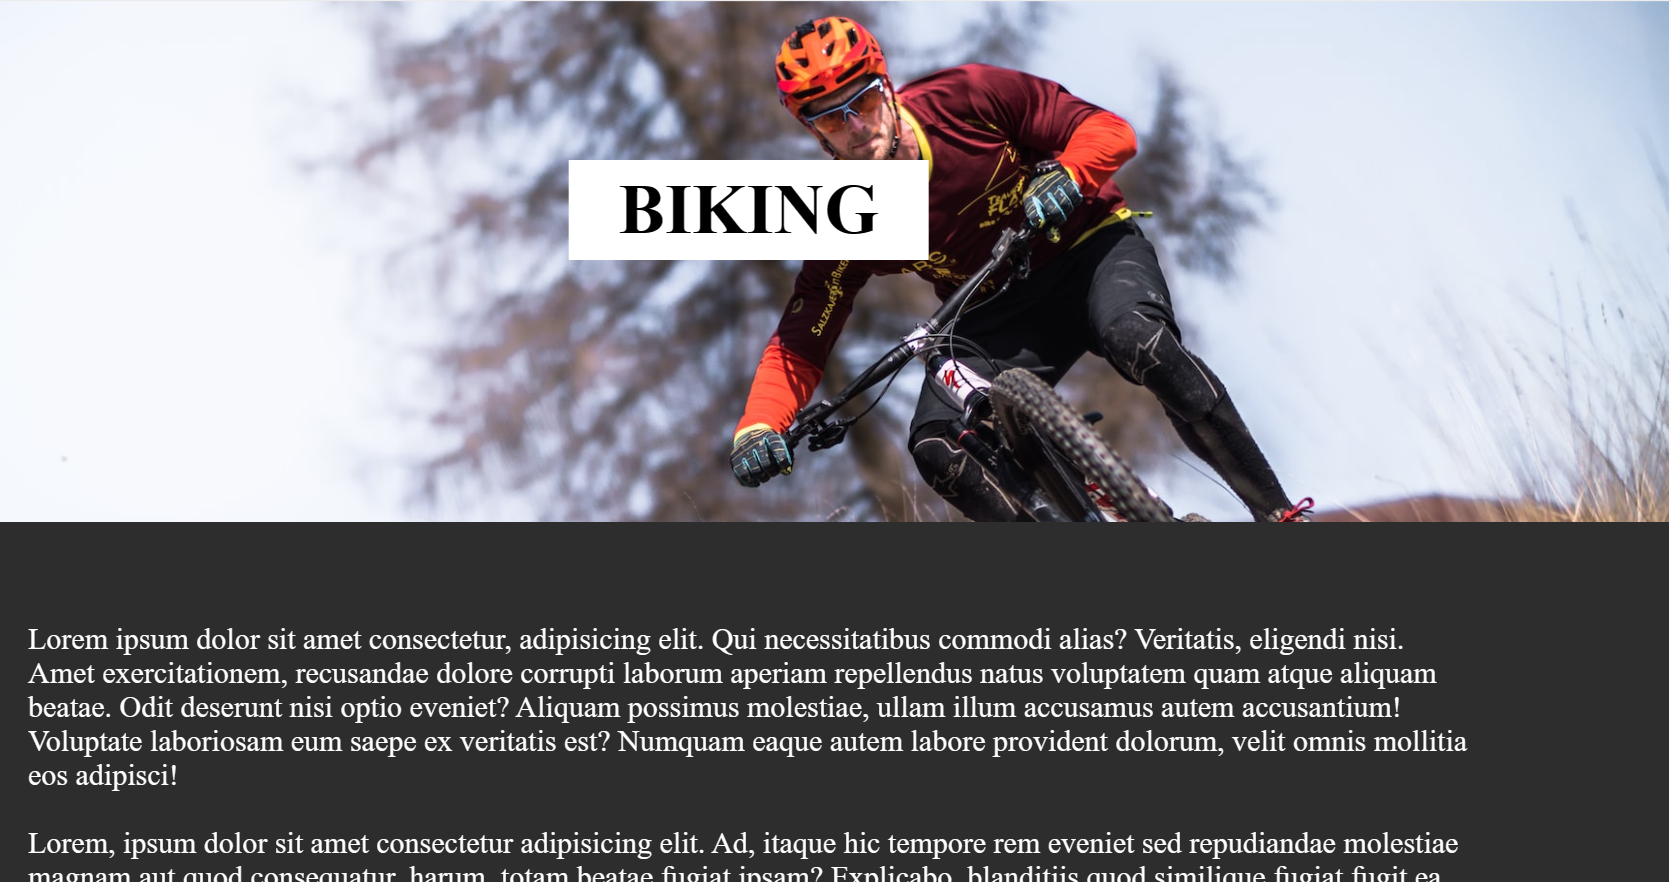 BIKING
SALZKAMMERGUT BIKE
Lorem ipsum dolor sit amet consectetur, adipisicing elit. Qui necessitatibus commodi alias? Veritatis, eligendi nisi.
Amet exercitationem, recusandae dolore corrupti laborum aperiam repellendus natus voluptatem quam atque aliquam
beatae. Odit deserunt nisi optio eveniet? Aliquam possimus molestiae, ullam illum accusamus autem accusantium!
Voluptate laboriosam eum saepe ex veritatis est? Numquam eaque autem labore provident dolorum, velit omnis mollitia
eos adipisci!
Lorem, ipsum dolor sit amet consectetur adipisicing elit. Ad, itaque hic tempore rem eveniet sed repudiandae molestiae
magnam aut quod consequatur, harum, totam beatae fugiat ipsam? Explicabo, blanditiis quod similique fugiat fugit ea